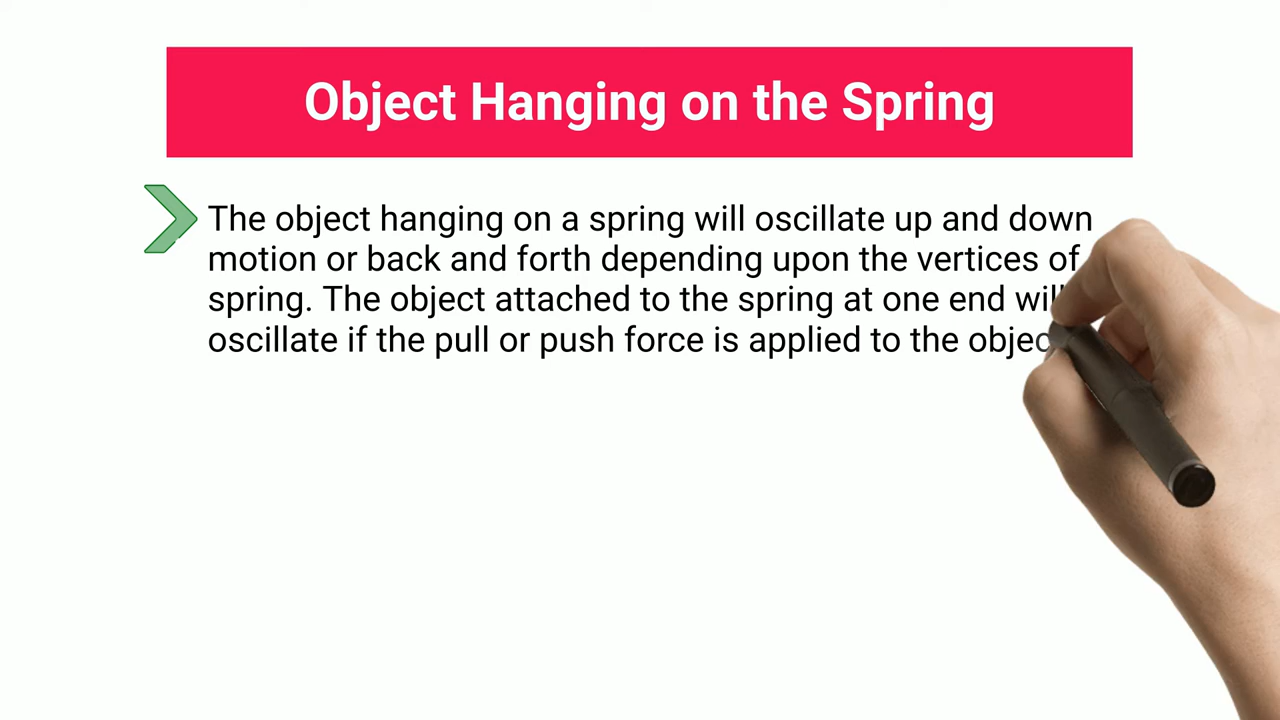 Object Hanging on the Spring
The object hanging on a spring will oscillate up and down
motion or back and forth depending upon the vertices of
spring. The object attached to the spring at one end will
oscillate if the pull or push force is applied to the objec